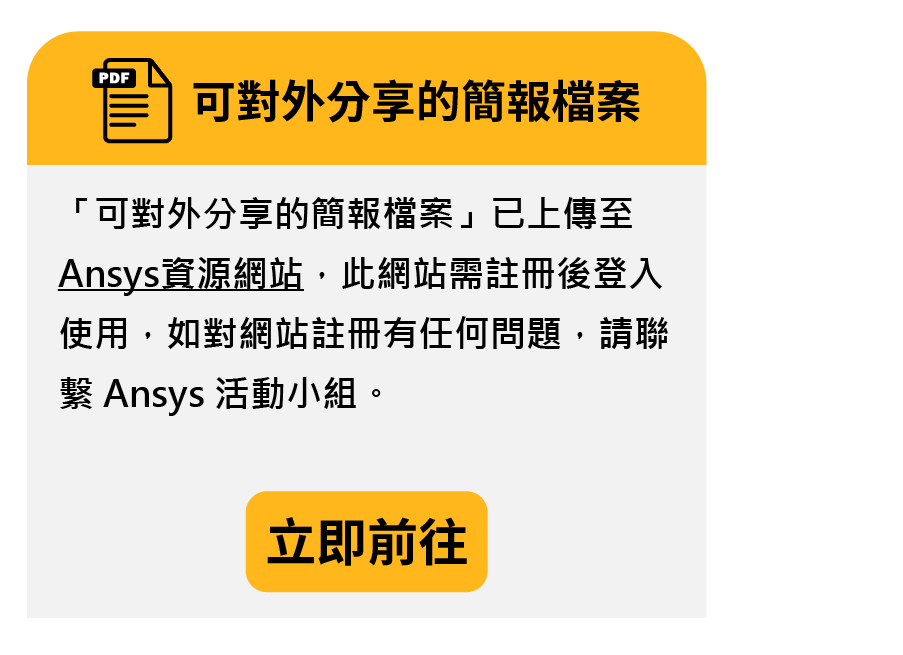 PDF
可對外分享的簡報檔案
「可對外分享的簡報檔案」已上傳至
Ansys資源網站，此網站需註冊後登入
使用，如對網站註冊有任何問題，請聯
繫 Ansys 活動小組。
立即前往